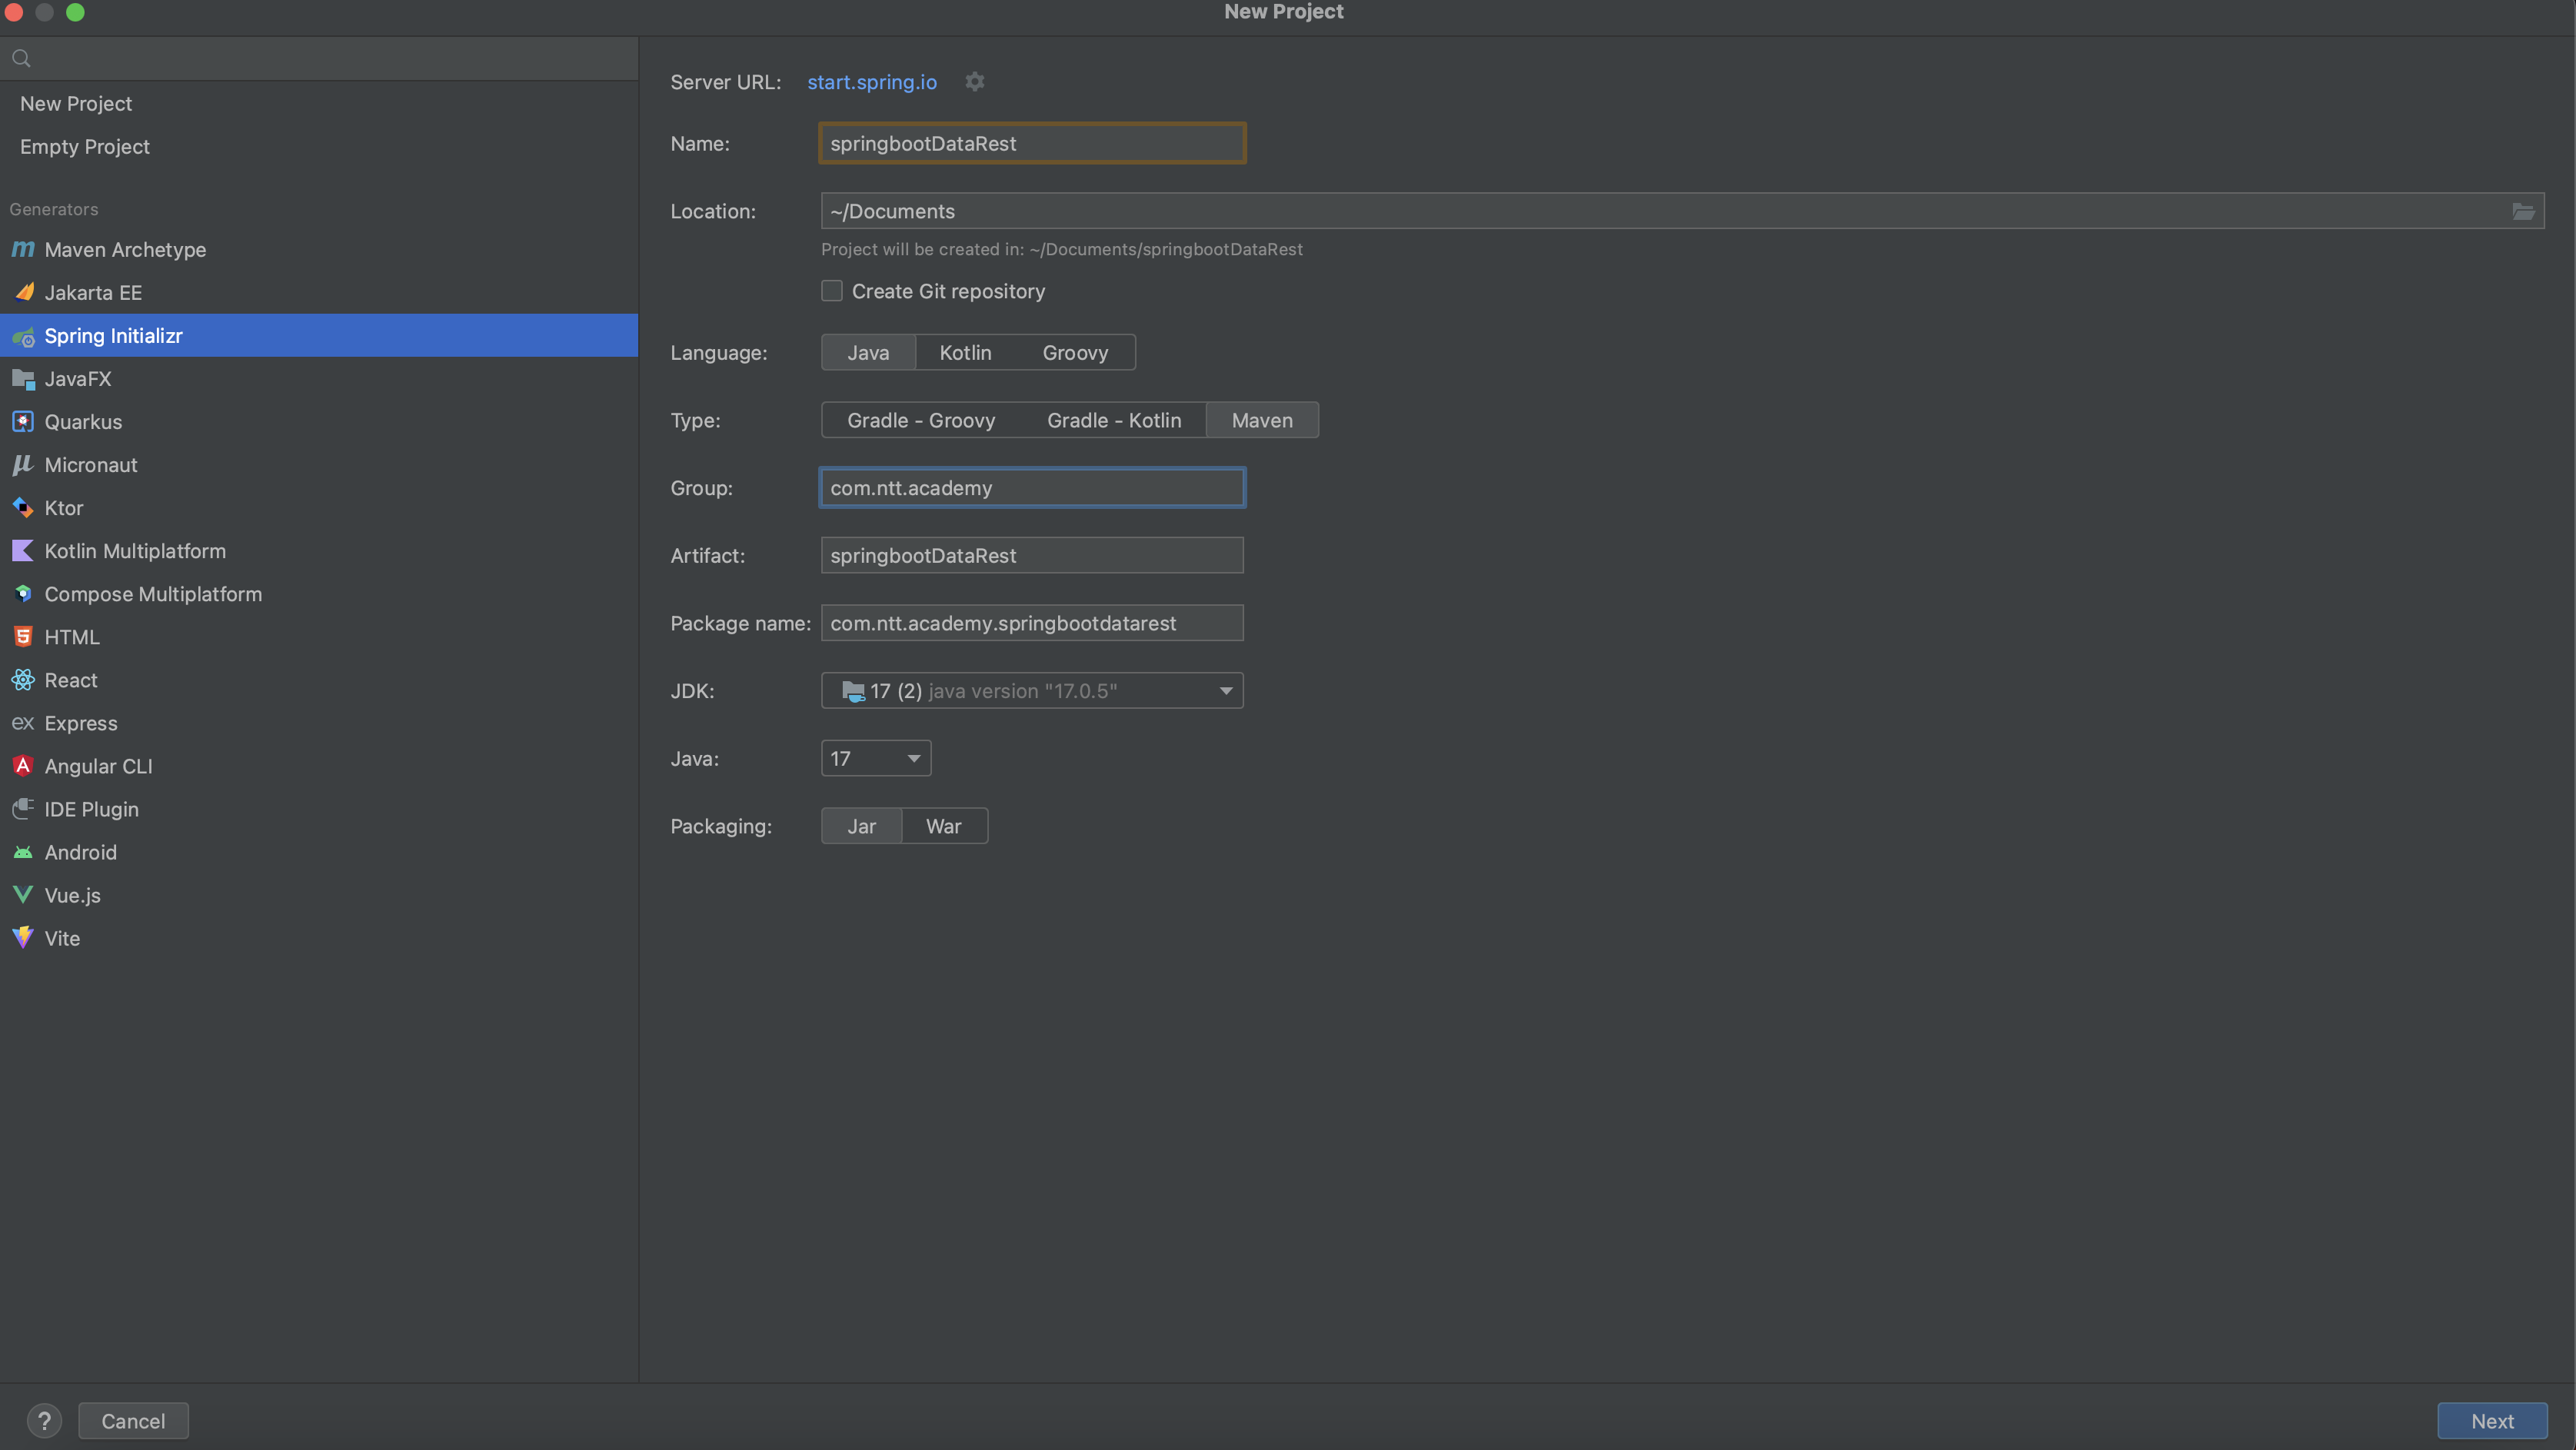 New Project
New Project
Empty Project
Generators
Maven Archetype
Jakarta EE
Spring Initializr
JavaFX
Quarkus
Micronaut
Ktor
Kotlin Multiplatform
Compose Multiplatform
HTML
React
ex Express
Angular CLI
IDE Plugin
Android
Vue.js
Vite
Server URL: start.spring.io
Name: springbootDataRest
Location: ~/Documents
Project will be created in: ~/Documents/springbootDataRest
Create Git repository
Language: Java Kotlin Groovy
Type: Gradle - Groovy Gradle - Kotlin Maven
Group: com.ntt.academy
Artifact: springbootDataRest
Package name: com.ntt.academy.springbootdatarest
JDK: 17 (2) java version "17.0.5"
Java: 17
Packaging: Jar War
? Cancel Next